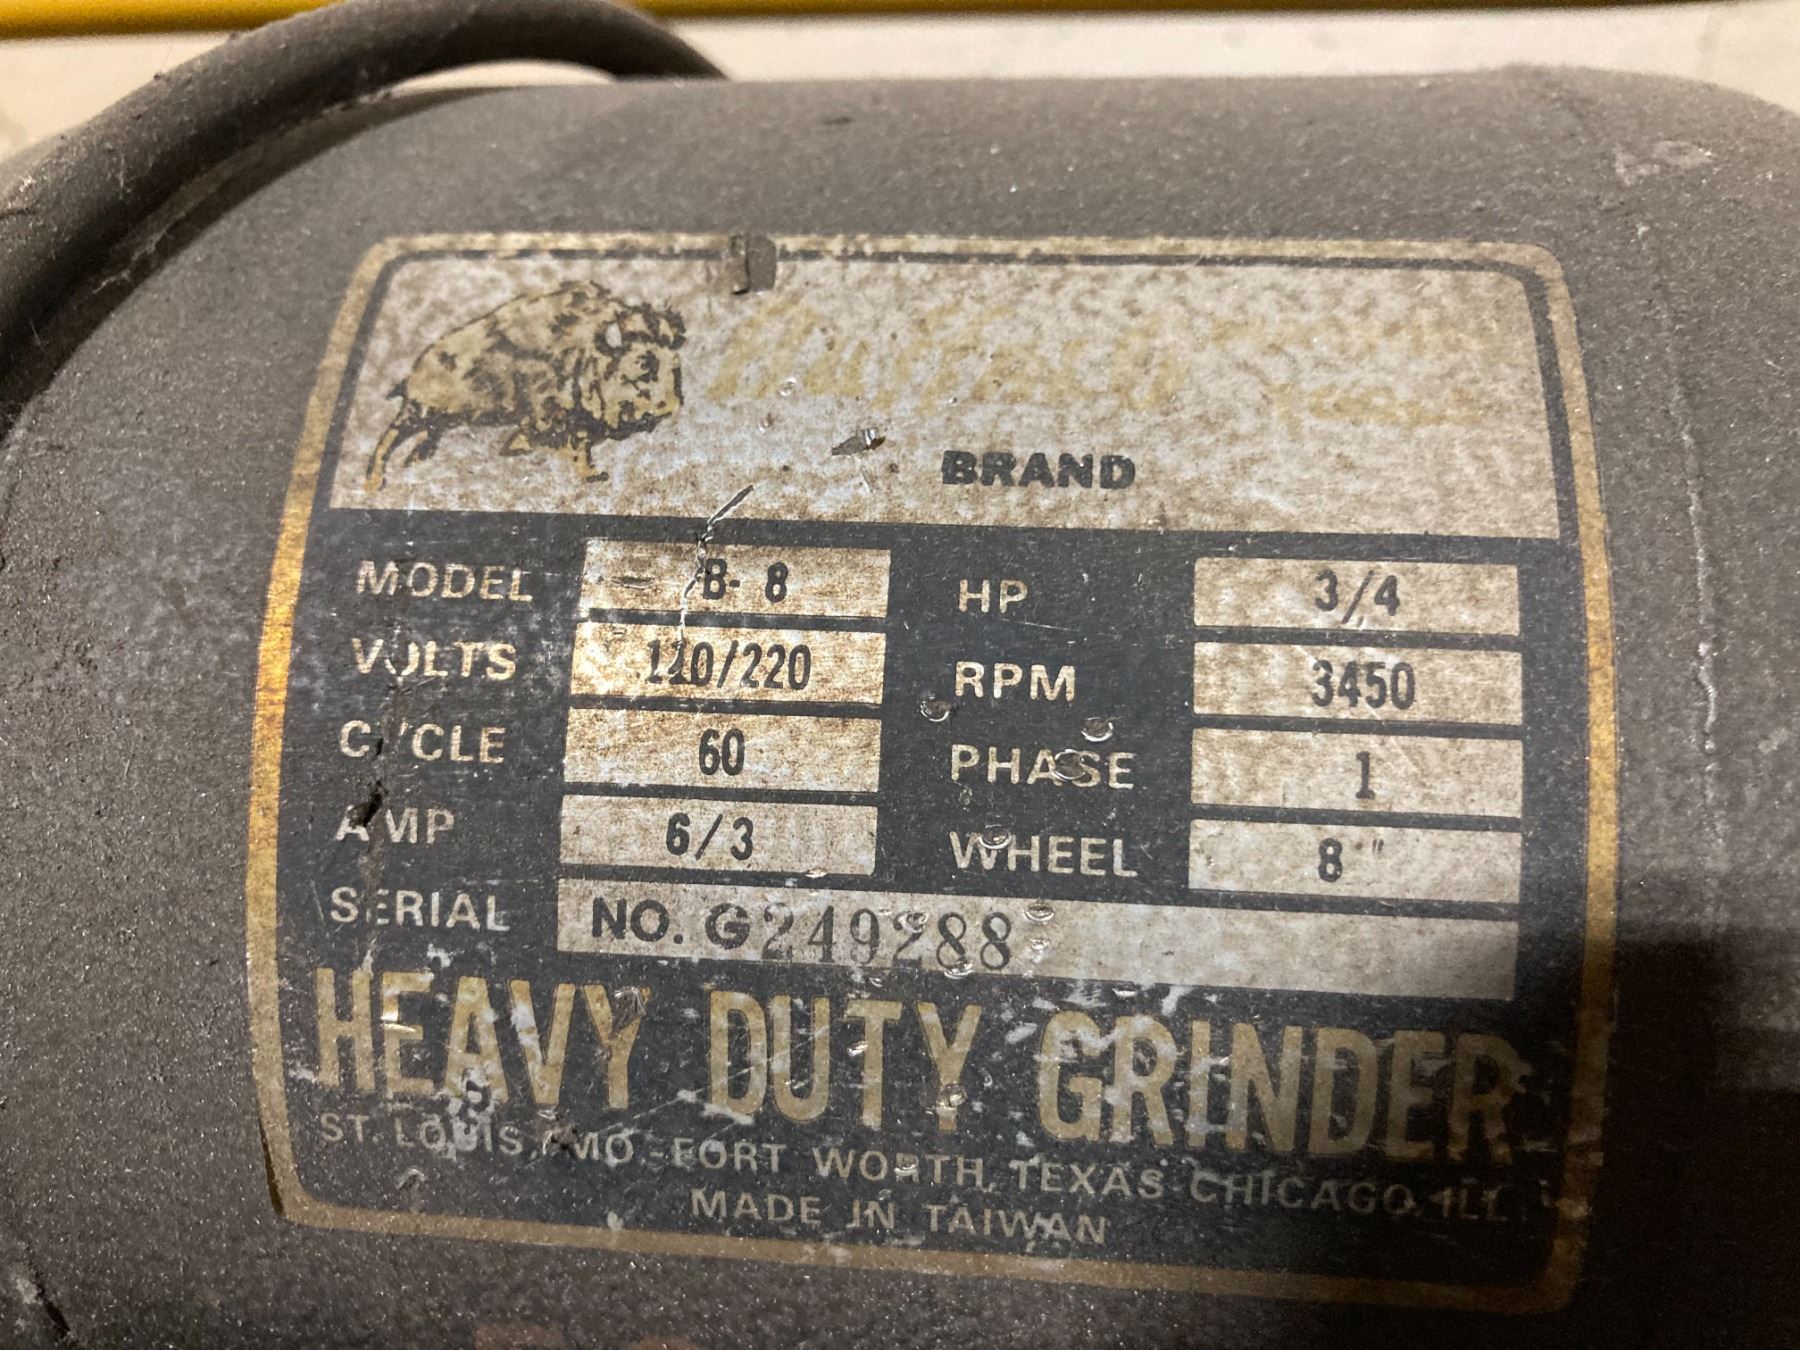 Buffalo
BRAND
MODEL B-8 HP 3/4
VOLTS 110/220 RPM 3450
CYCLE 60 PHASE 1
AMP 6/3 WHEEL 8"
SERIAL NO. G249288
HEAVY DUTY GRINDER
ST. LOUIS, MO.-FORT WORTH, TEXAS-CHICAGO, ILL
MADE IN TAIWAN